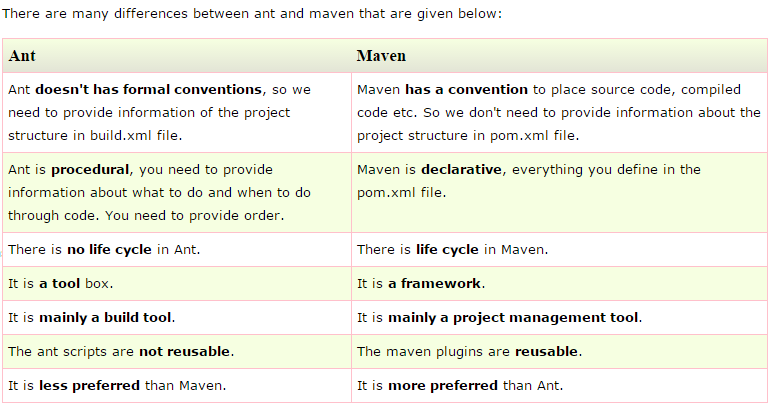 There are many differences between ant and maven that are given below:
Ant
Maven
Ant doesn't has formal conventions, so we
need to provide information of the project
structure in build.xml file.
Maven has a convention to place source code, compiled
code etc. So we don't need to provide information about the
project structure in pom.xml file.
Ant is procedural, you need to provide
information about what to do and when to do
through code. You need to provide order.
Maven is declarative, everything you define in the
pom.xml file.
There is no life cycle in Ant.
There is life cycle in Maven.
It is a tool box.
It is a framework.
It is mainly a build tool.
It is mainly a project management tool.
The ant scripts are not reusable.
The maven plugins are reusable.
It is less preferred than Maven.
It is more preferred than Ant.